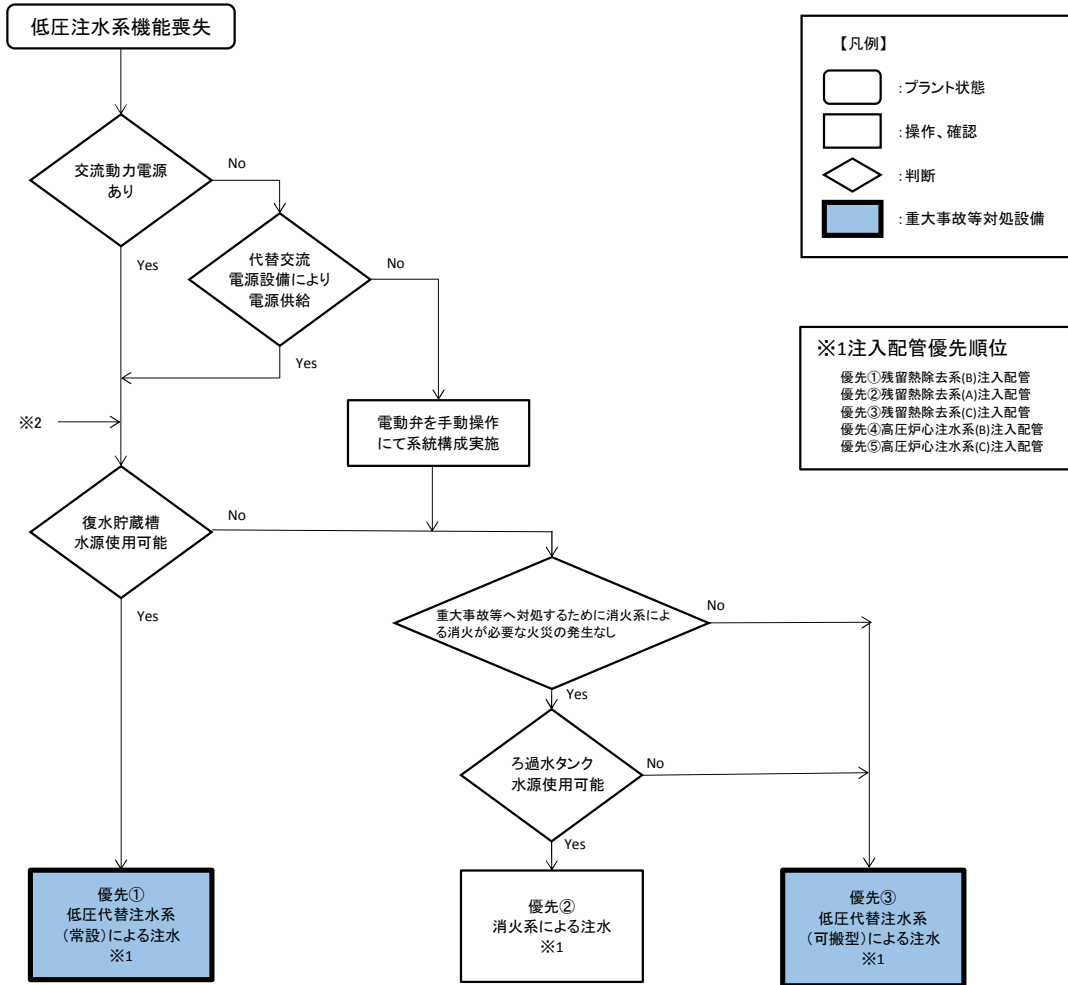 低圧注水系機能喪失
交流動力電源
あり
No
Yes
代替交流
電源設備により
電源供給
No
Yes
※2
電動弁を手動操作
にて系統構成実施
復水貯蔵槽
水源使用可能
No
Yes
重大事故等へ対処するために消火系によ
る消火が必要な火災の発生なし
No
Yes
ろ過水タンク
水源使用可能
No
Yes
優先①
低圧代替注水系
（常設）による注水
※1
優先②
消火系による注水
※1
優先③
低圧代替注水系
（可搬型）による注水
※1
【凡例】
：プラント状態
：操作、確認
：判断
：重大事故等対処設備
※1注入配管優先順位
優先①残留熱除去系(B)注入配管
優先②残留熱除去系(A)注入配管
優先③残留熱除去系(C)注入配管
優先④高圧炉心注水系(B)注入配管
優先⑤高圧炉心注水系(C)注入配管